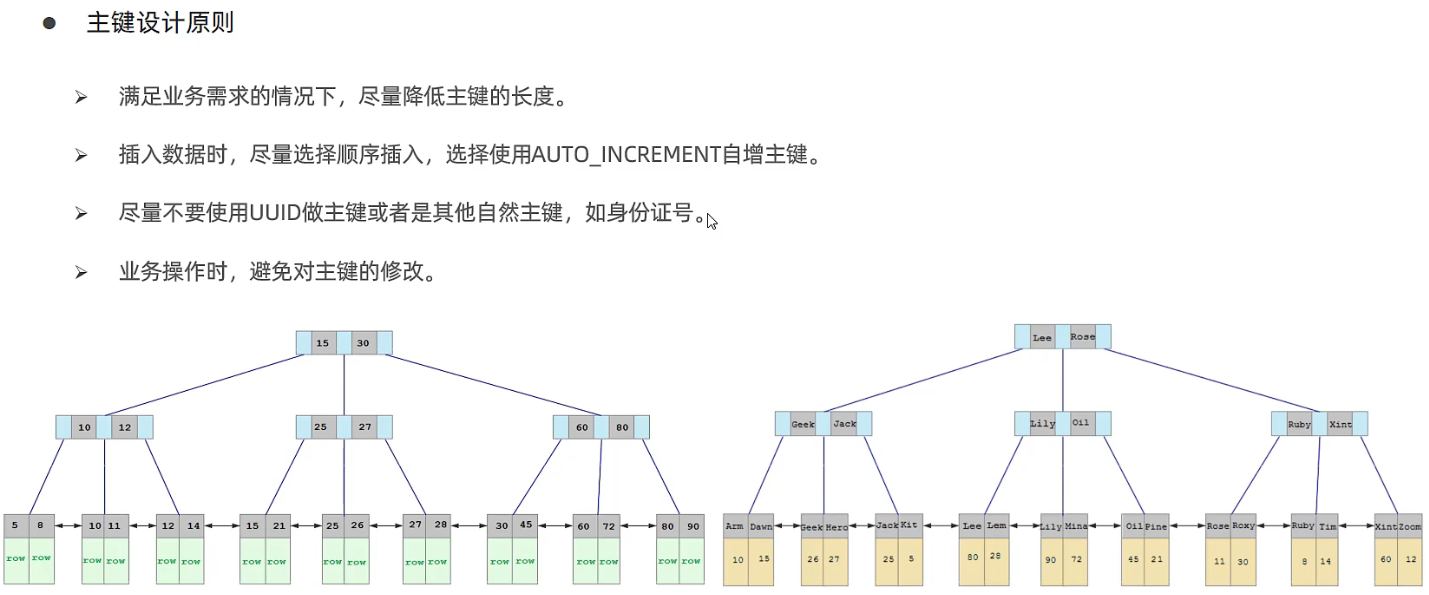 主键设计原则
满足业务需求的情况下，尽量降低主键的长度。
插入数据时，尽量选择顺序插入，选择使用AUTO_INCREMENT自增主键。
尽量不要使用UUID做主键或者是其他自然主键，如身份证号。
业务操作时，避免对主键的修改。
15 30 Lee Rose
10 12 25 27 60 80 Geek Jack Lily Oil Ruby Xint
5 8 10 11 12 14 15 21 25 26 27 28 30 45 60 72 80 90 Arm Dawn Geek Hero Jack Kit Lee Lem Lily Mina Oil Pine Rose Roxy Ruby Tim Xint Zoom
row row row row row row row row row row row row row row row row row row 10 15 26 27 25 5 80 28 90 72 45 21 11 30 8 14 60 12